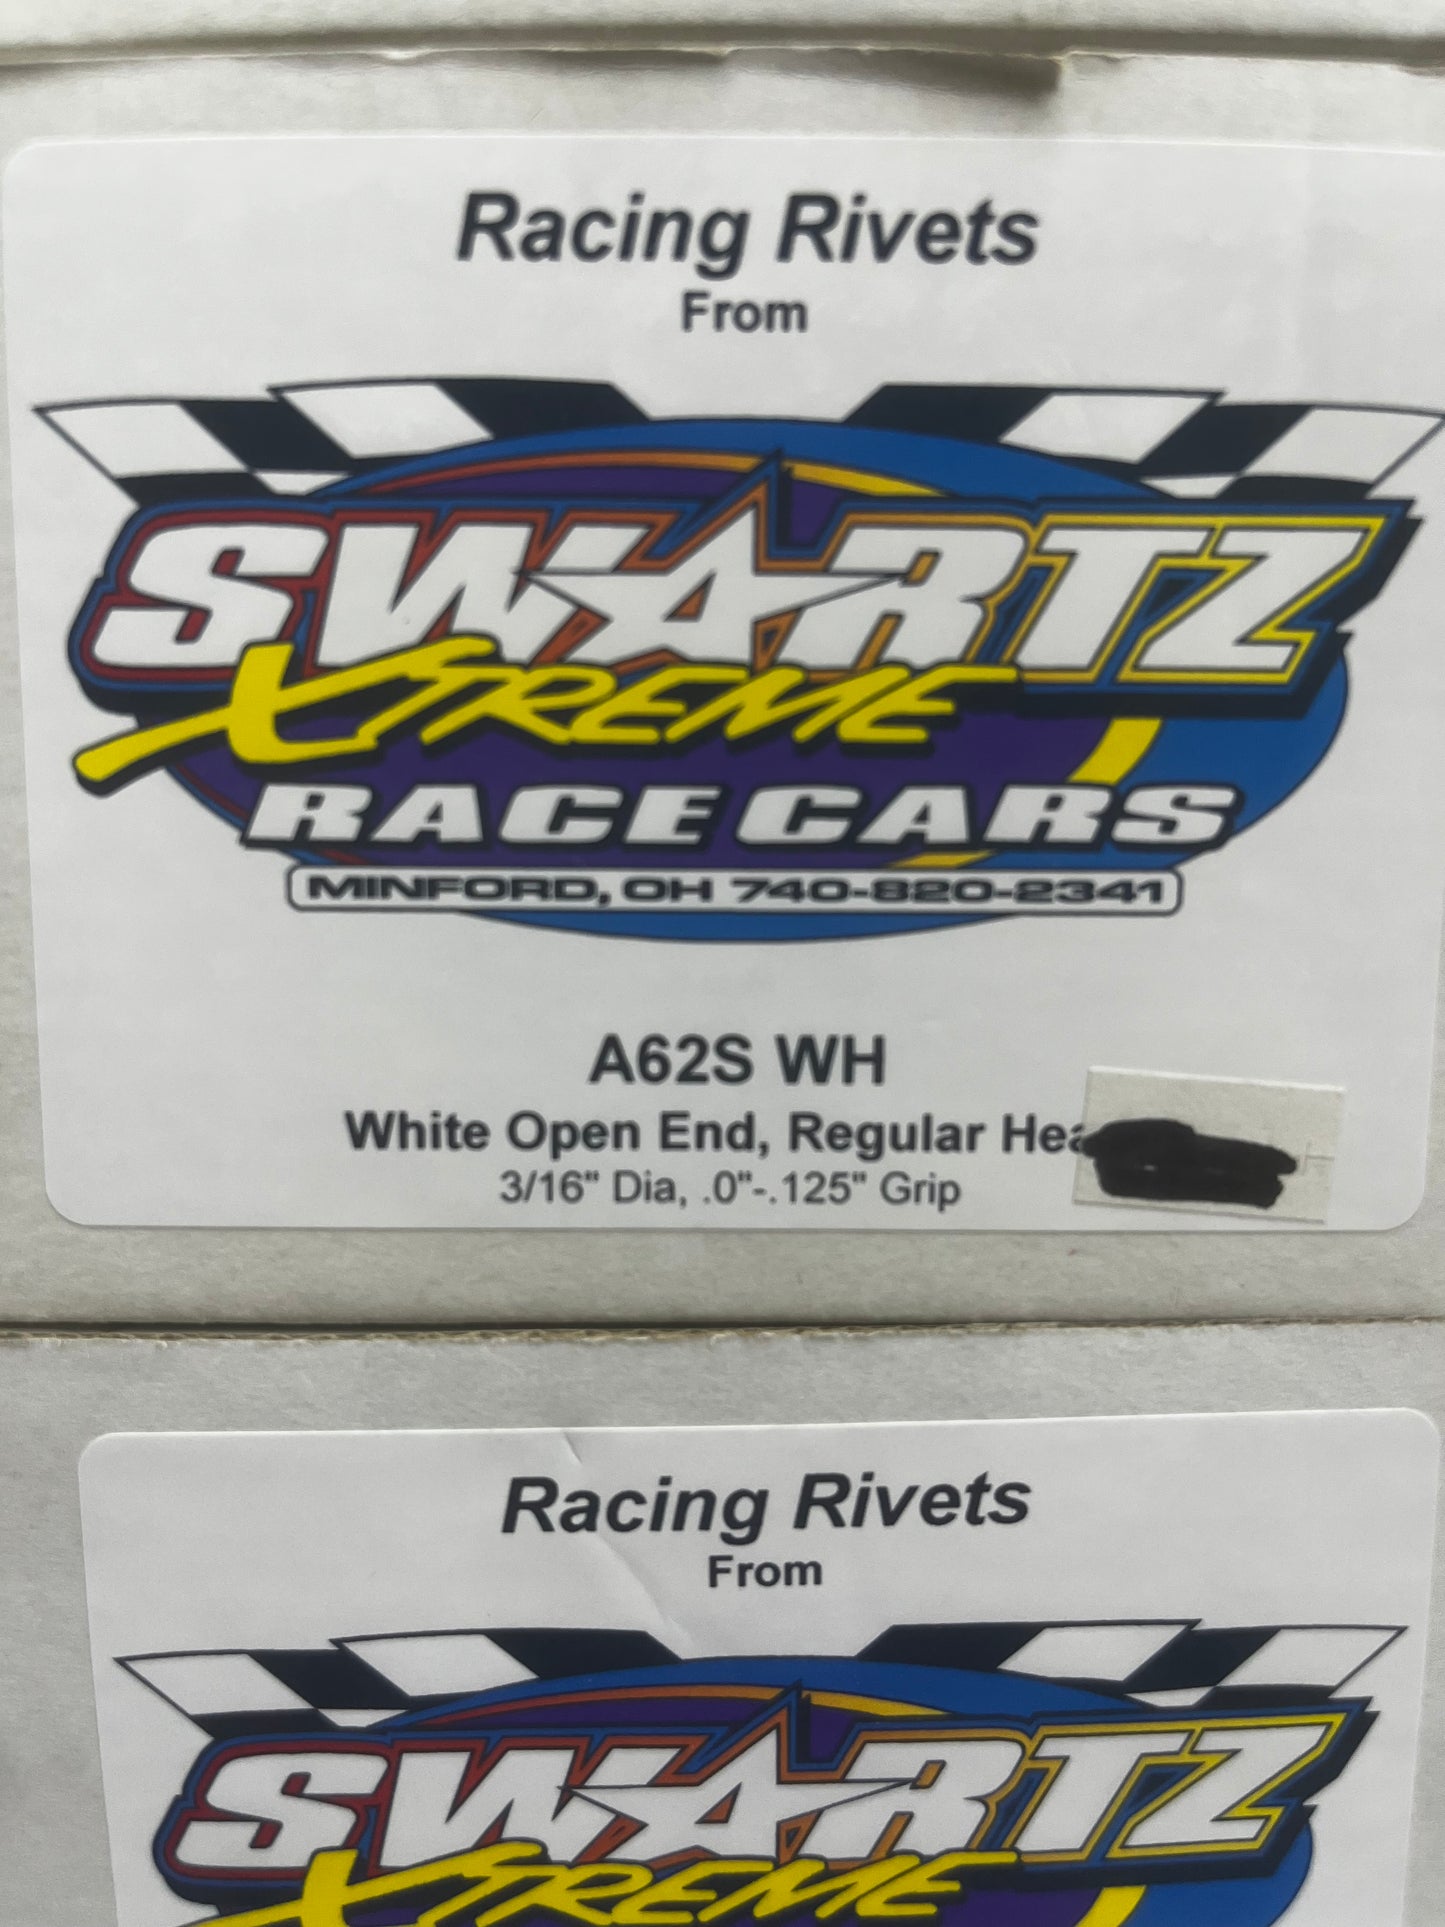 Racing Rivets
From
SWARTZ
XTREME
RACE CARS
MINFORD, OH 740-820-2341
A62S WH
White Open End, Regular Hea
3/16" Dia, .0"-.125" Grip
Racing Rivets
From
SWARTZ
XTREME